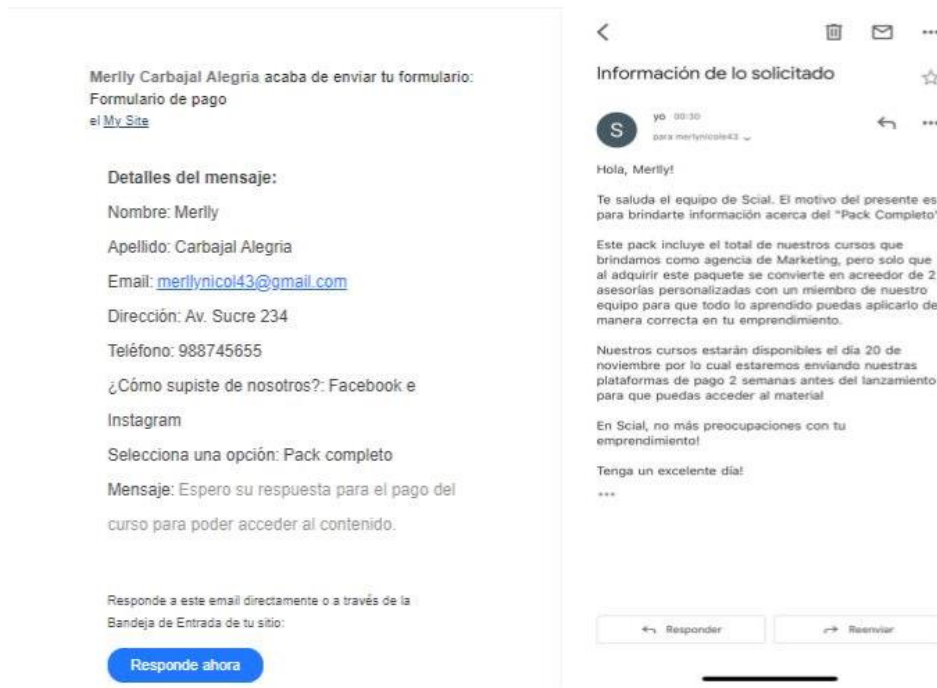 Merlly Carbajal Alegria acaba de enviar tu formulario:
Formulario de pago
el My Site
Detalles del mensaje:
Nombre: Merlly
Apellido: Carbajal Alegria
Email: merllynicol43@gmail.com
Dirección: Av. Sucre 234
Teléfono: 988745655
¿Cómo supiste de nosotros?: Facebook e
Instagram
Selecciona una opción: Pack completo
Mensaje: Espero su respuesta para el pago del
curso para poder acceder al contenido.
Responde a este email directamente o a través de la
Bandeja de Entrada de tu sitio:
Responde ahora
Información de lo solicitado
S
yo 00:30
para merlynicole43
Hola, Merlly!
Te saluda el equipo de Scial. El motivo del presente es
para brindarte información acerca del "Pack Completo"
Este pack incluye el total de nuestros cursos que
brindamos como agencia de Marketing, pero solo que
al adquirir este paquete se convierte en acreedor de 2
asesorías personalizadas con un miembro de nuestro
equipo para que todo lo aprendido puedas aplicarlo de
manera correcta en tu emprendimiento.
Nuestros cursos estarán disponibles el día 20 de
noviembre por lo cual estaremos enviando nuestras
plataformas de pago 2 semanas antes del lanzamiento
para que puedas acceder al material
En Scial, no más preocupaciones con tu
emprendimiento!
Tenga un excelente día!
Responder
Reenviar